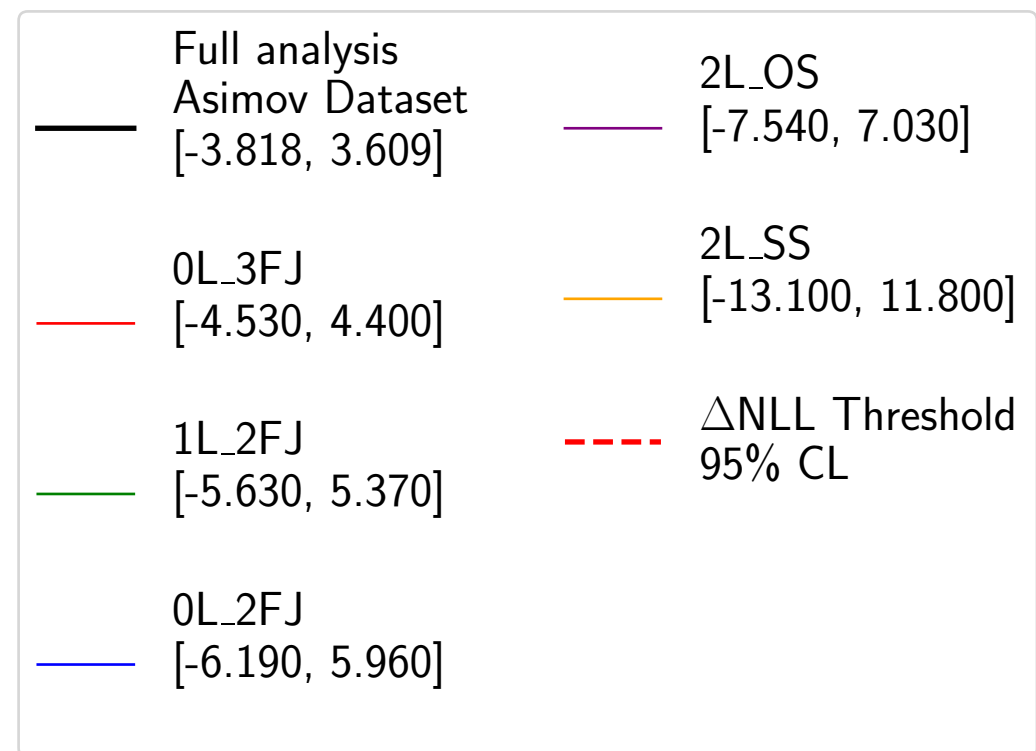 Full analysis
Asimov Dataset
[-3.818, 3.609]
0L_3FJ
[-4.530, 4.400]
1L_2FJ
[-5.630, 5.370]
0L_2FJ
[-6.190, 5.960]
2L_OS
[-7.540, 7.030]
2L_SS
[-13.100, 11.800]
ΔNLL Threshold
95% CL